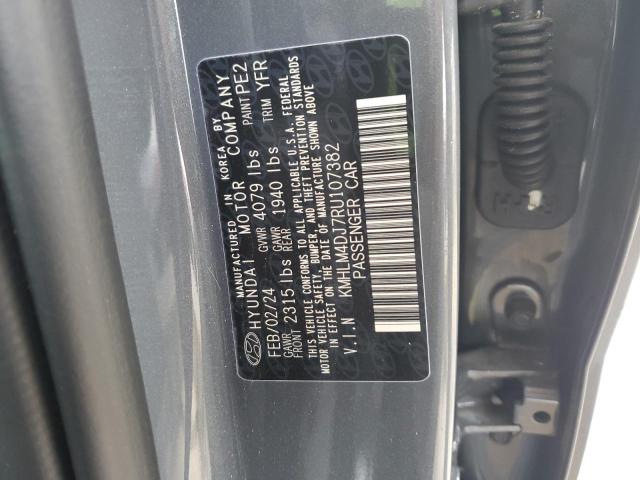 MANUFACTURED IN KOREA BY
HYUNDAI MOTOR COMPANY PAINT PE2
FEB/02/24 GVWR 4079 lbs TRIM YFR
GAWR FRONT 2315 lbs GAWR REAR 1940 lbs
THIS VEHICLE CONFORMS TO ALL APPLICABLE U.S.A. FEDERAL
MOTOR VEHICLE SAFETY, BUMPER, AND THEFT PREVENTION STANDARDS
IN EFFECT ON THE DATE OF MANUFACTURE SHOWN ABOVE
V.I.N KMHLM4DJ7RU107382
PASSENGER CAR